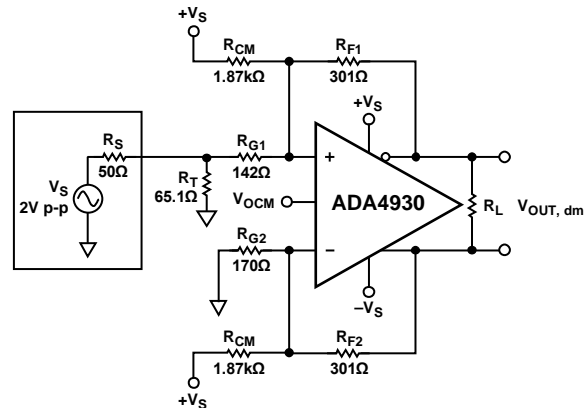 +VS
RCM
1.87kΩ
RF1
301Ω
+VS
RS
50Ω
VS
2V p-p
RT
65.1Ω
RG1
142Ω
+
VOCM
ADA4930
RL
VOUT, dm
RG2
170Ω
–
–VS
RCM
1.87kΩ
RF2
301Ω
+VS